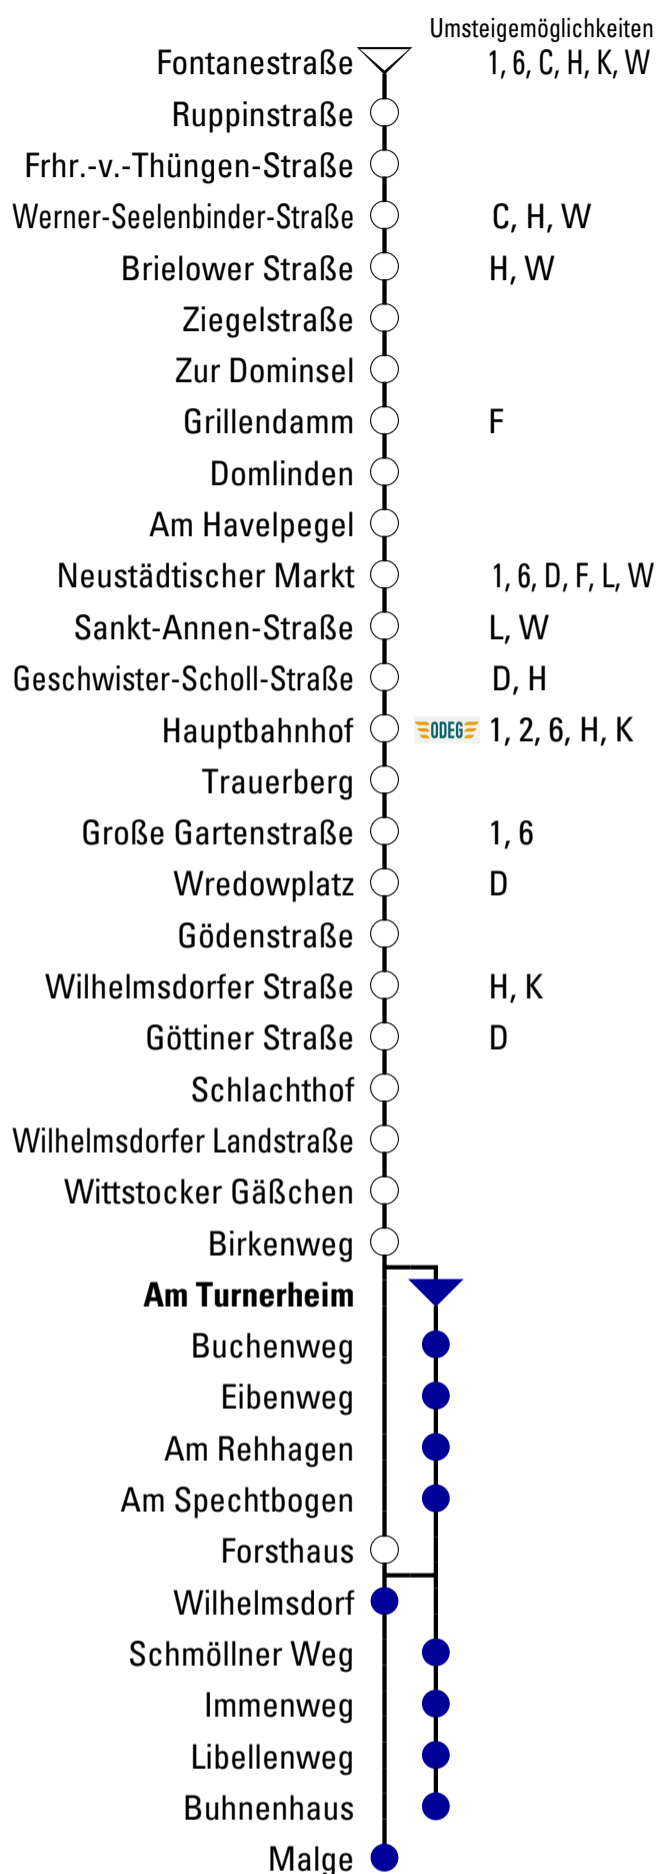 Umsteigemöglichkeiten
Fontanestraße 1, 6, C, H, K, W
Ruppinstraße
Frhr.-v.-Thüngen-Straße
Werner-Seelenbinder-Straße C, H, W
Brielower Straße H, W
Ziegelstraße
Zur Dominsel
Grillendamm F
Domlinden
Am Havelpegel
Neustädtischer Markt 1, 6, D, F, L, W
Sankt-Annen-Straße L, W
Geschwister-Scholl-Straße D, H
Hauptbahnhof ODEG 1, 2, 6, H, K
Trauerberg
Große Gartenstraße 1, 6
Wredowplatz D
Gödenstraße
Wilhelmsdorfer Straße H, K
Göttiner Straße D
Schlachthof
Wilhelmsdorfer Landstraße
Wittstocker Gäßchen
Birkenweg
Am Turnerheim
Buchenweg
Eibenweg
Am Rehhagen
Am Spechtbogen
Forsthaus
Wilhelmsdorf
Schmöllner Weg
Immenweg
Libellenweg
Buhnenhaus
Malge